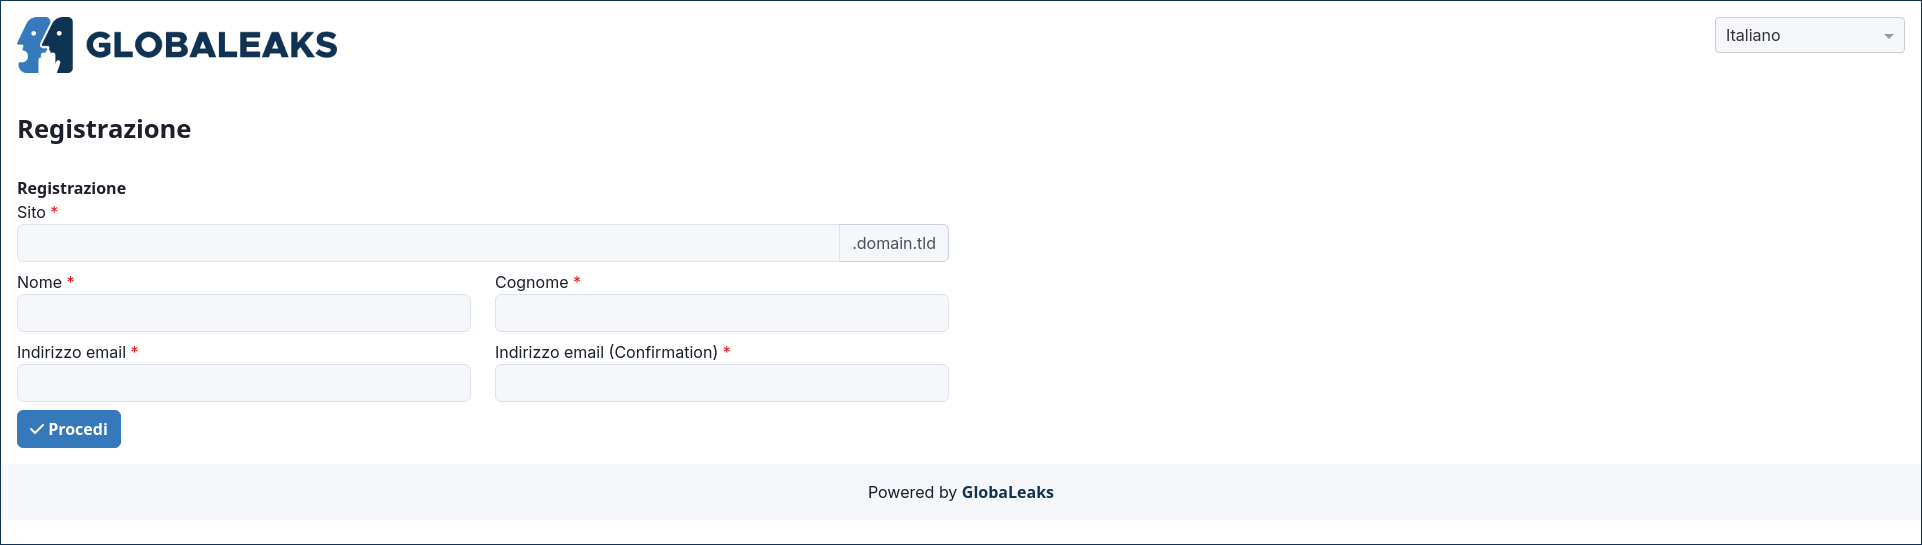 GLOBALEAKS
Italiano
Registrazione
Registrazione
Sito *
.domain.tld
Nome * Cognome *
Indirizzo email * Indirizzo email (Confirmation) *
Procedi
Powered by GlobaLeaks